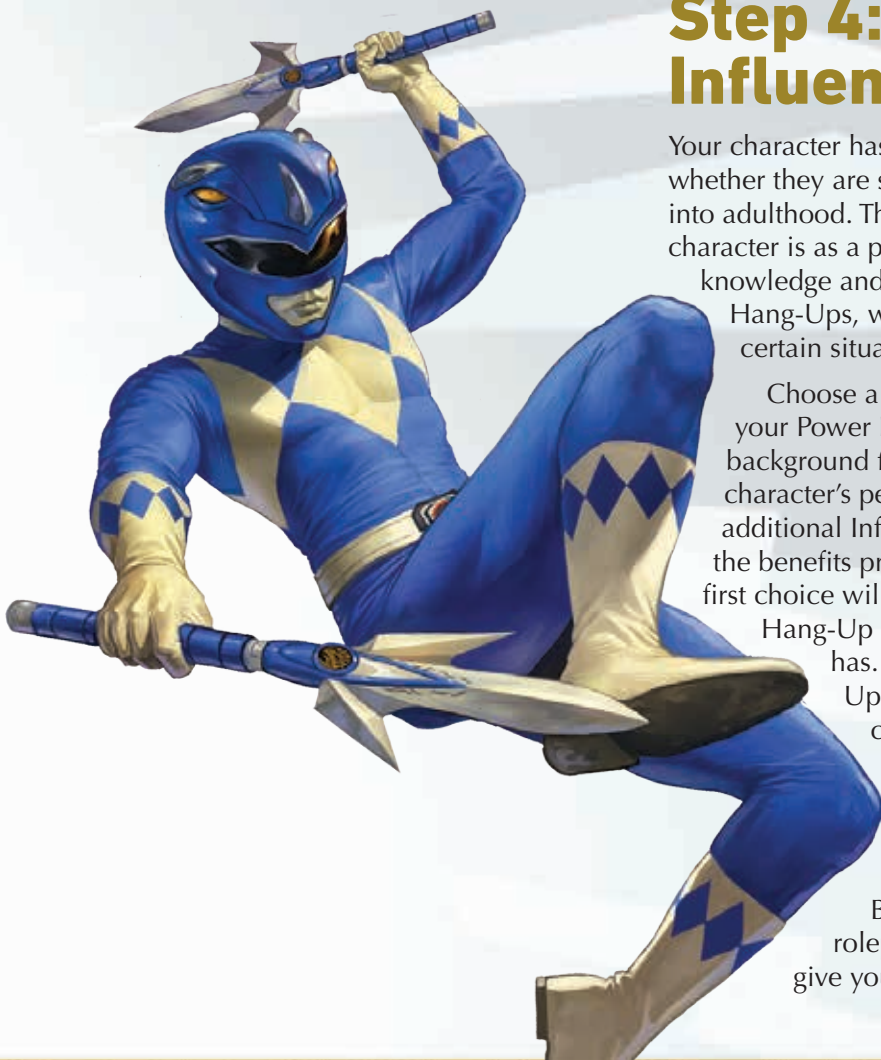 Step 4:
Influen
Your character has
whether they are s
into adulthood. Th
character is as a p
knowledge and
Hang-Ups, w
certain situa
Choose a
your Power
background f
character's pe
additional Inf
the benefits pr
first choice wil
Hang-Up
has.
Up
c
B
role
give yo